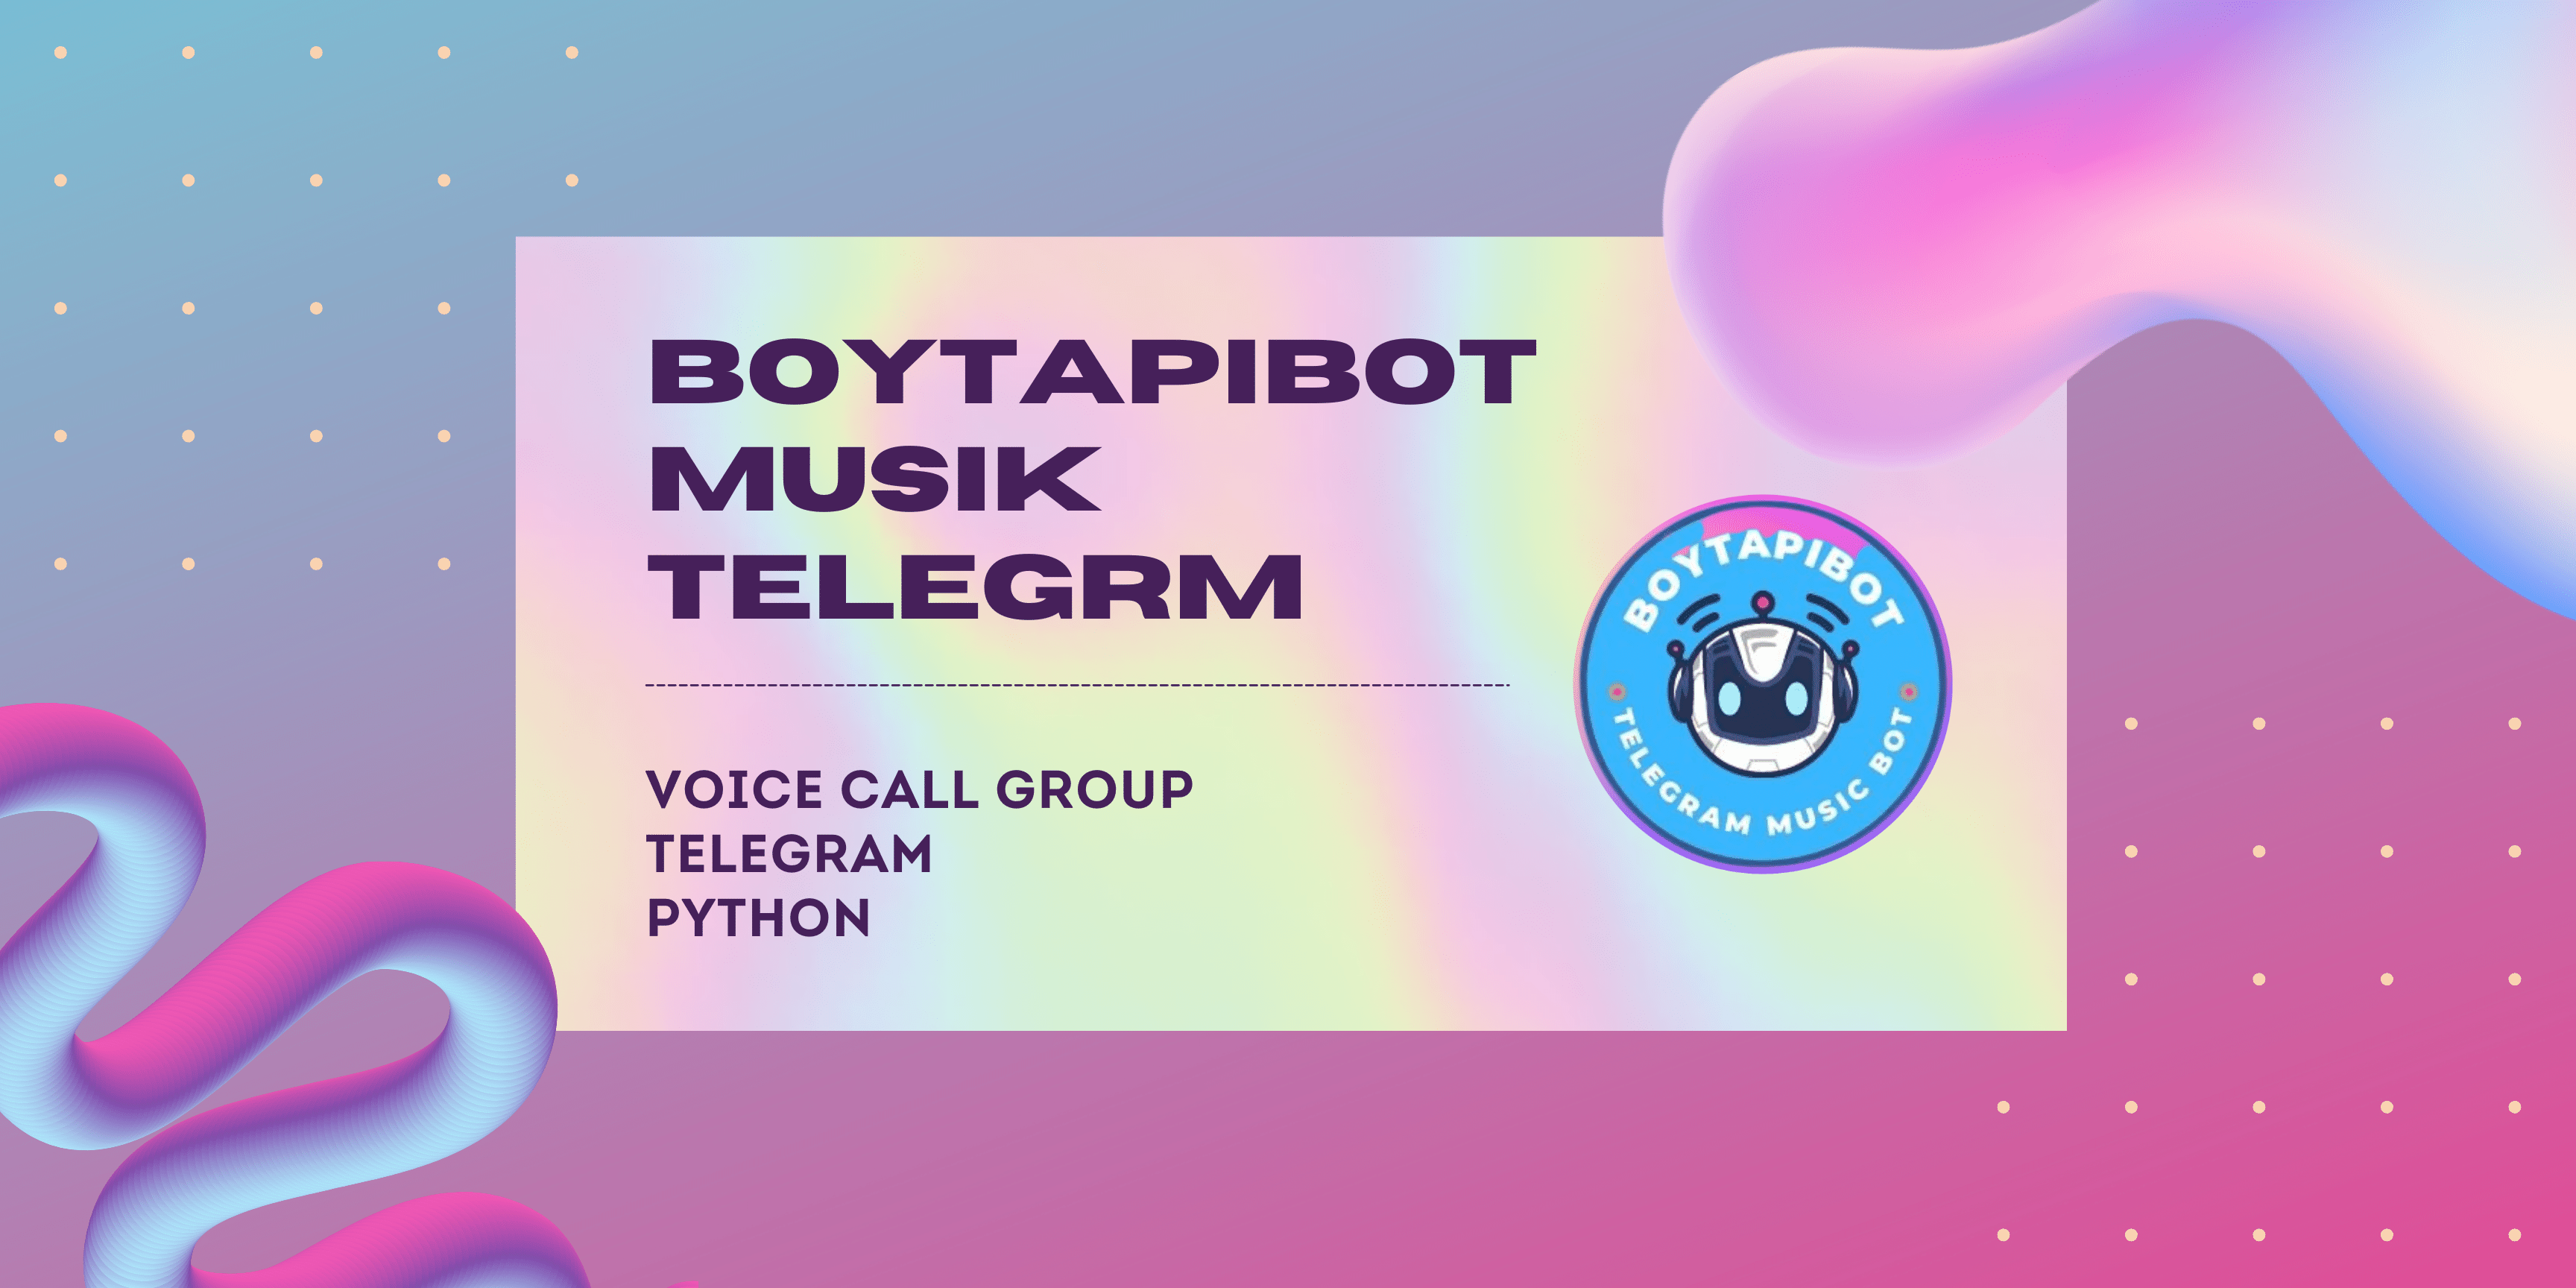 BOYTAPIBOT
MUSIK
TELEGRM
VOICE CALL GROUP
TELEGRAM
PYTHON
BOYTAPIBOT
TELEGRAM MUSIC BOT